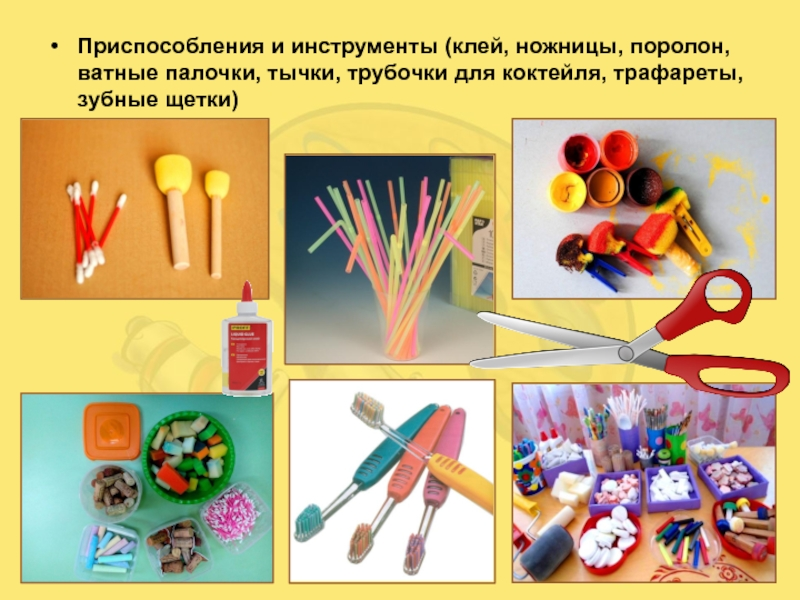 • Приспособления и инструменты (клей, ножницы, поролон,
ватные палочки, тычки, трубочки для коктейля, трафареты,
зубные щетки)